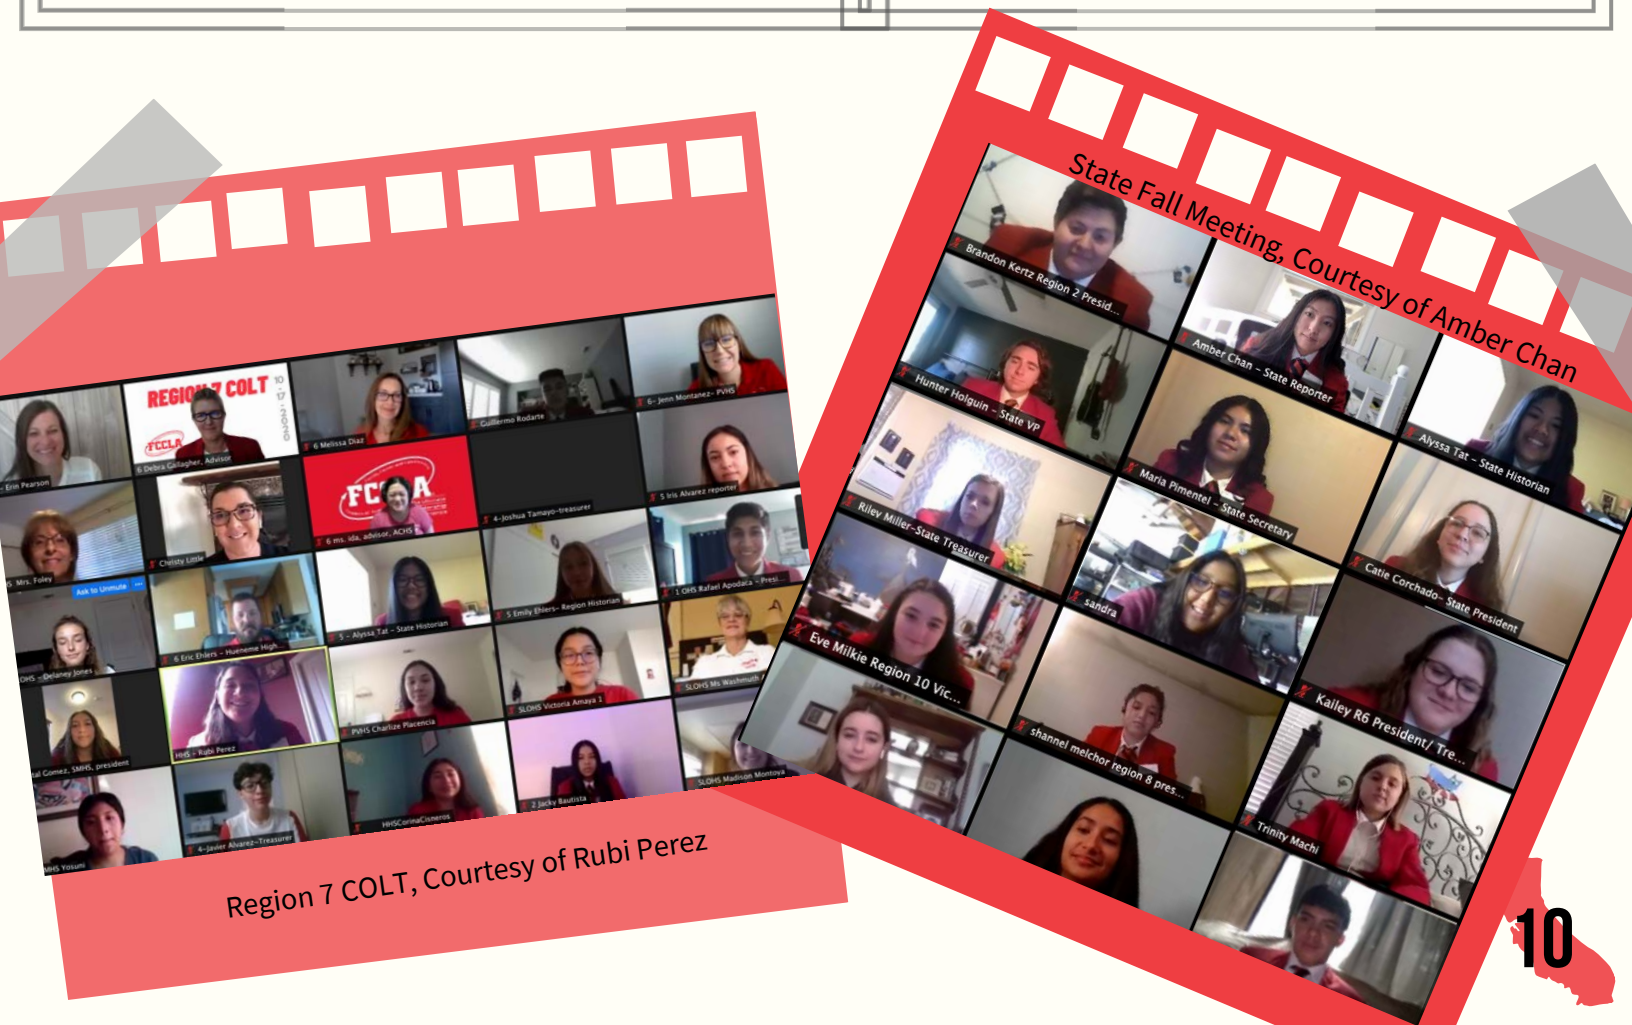 REGION 7 COLT
10-17-2020
FCCLA
- Erin Pearson
6 Debra Gallagher, Advisor
6 Melissa Diaz
Guillermo Rodarte
6- Jenn Montanez- PVHS
Mrs. Foley
Christy Little
FCCLA
6 ms. ida, advisor, ACHS
4-Joshua Tamayo-treasurer
5 Iris Alvarez reporter
Ask to Unmute
OHS - Delaney Jones
6 Eric Ehlers - Hueneme High...
5 - Alyssa Tat - State Historian
5 Emily Ehlers- Region Historian
1 OHS Rafael Apodaca - Presi...
tal Gomez, SMHS, president
HHS - Rubi Perez
PVHS Charlize Placencia
SLOHS Victoria Amaya 1
SLOHS Ms Washmuth A
MHS Yosuni
4-Javier Alvarez-Treasurer
HHSCorinaCisneros
2 Jacky Bautista
SLOHS Madison Montoya
Region 7 COLT, Courtesy of Rubi Perez
State Fall Meeting, Courtesy of Amber Chan
Brandon Kertz Region 2 Presid...
Amber Chan - State Reporter
Alyssa Tat - State Historian
Hunter Holguin - State VP
Maria Pimentel - State Secretary
Catie Corchado- State President
Riley Miller-State Treasurer
sandra
Kailey R6 President/ Tre...
Eve Milkie Region 10 Vic...
shannel melchor region 8 pres...
Trinity Machi
10